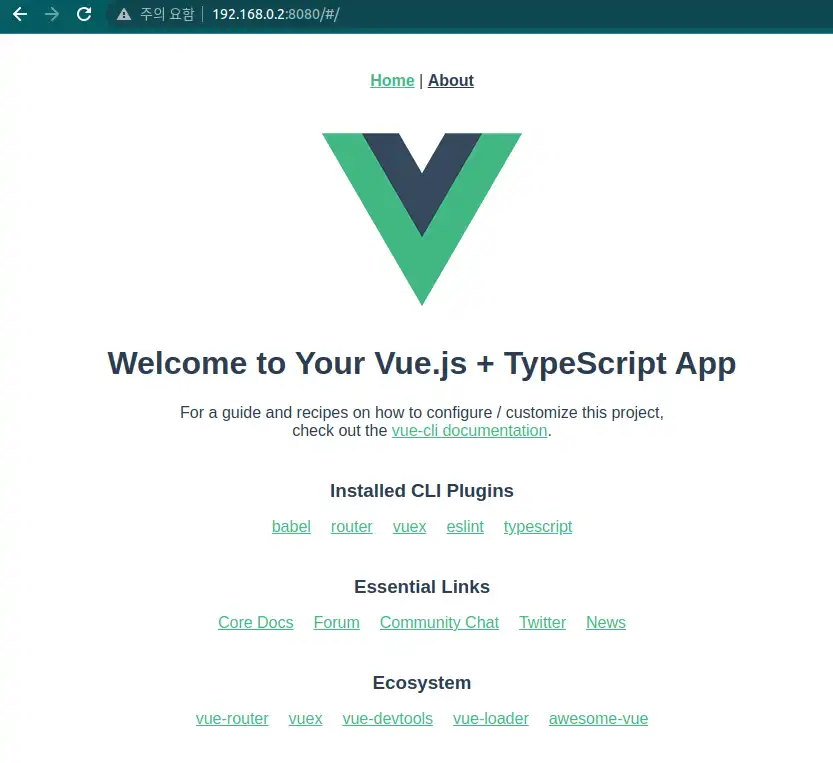 주의 요함 192.168.0.2:8080/#/
Home | About
Welcome to Your Vue.js + TypeScript App
For a guide and recipes on how to configure / customize this project,
check out the vue-cli documentation.
Installed CLI Plugins
babel router vuex eslint typescript
Essential Links
Core Docs Forum Community Chat Twitter News
Ecosystem
vue-router vuex vue-devtools vue-loader awesome-vue